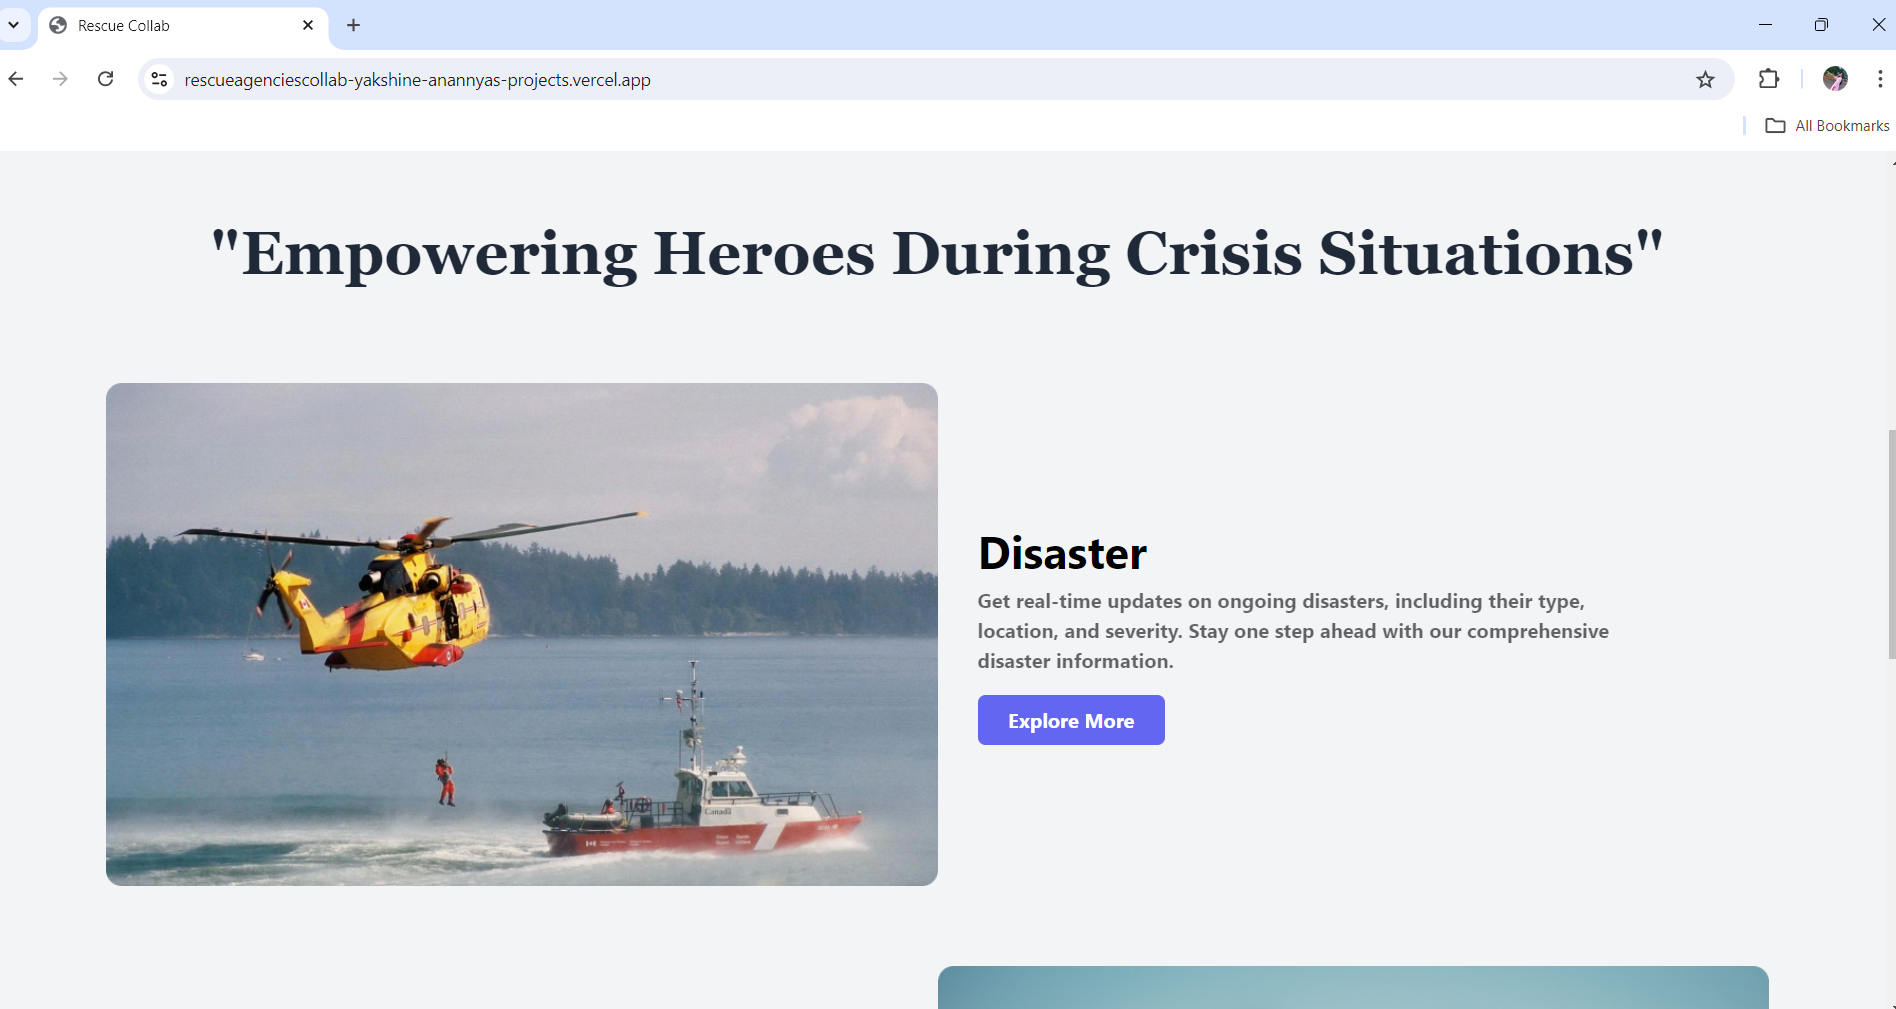 Rescue Collab
rescueagenciescollab-yakshine-anannyas-projects.vercel.app
All Bookmarks
"Empowering Heroes During Crisis Situations"
Disaster
Get real-time updates on ongoing disasters, including their type,
location, and severity. Stay one step ahead with our comprehensive
disaster information.
Explore More
Canada